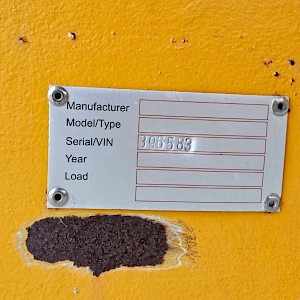 Manufacturer
Model/Type
Serial/VIN 396583
Year
Load